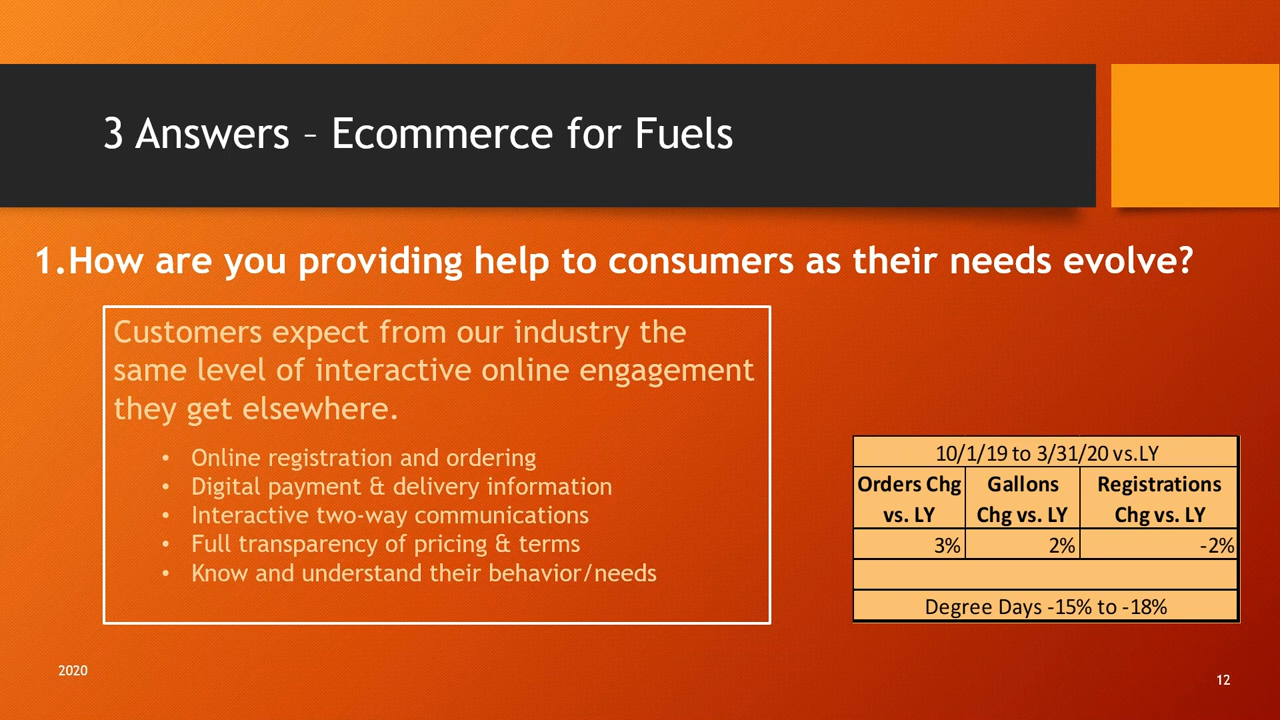 3 Answers – Ecommerce for Fuels
1.How are you providing help to consumers as their needs evolve?
Customers expect from our industry the
same level of interactive online engagement
they get elsewhere.
• Online registration and ordering
• Digital payment & delivery information
• Interactive two-way communications
• Full transparency of pricing & terms
• Know and understand their behavior/needs
10/1/19 to 3/31/20 vs.LY
Orders Chg vs. LY
Gallons Chg vs. LY
Registrations Chg vs. LY
3% 2% -2%
Degree Days -15% to -18%
2020
12